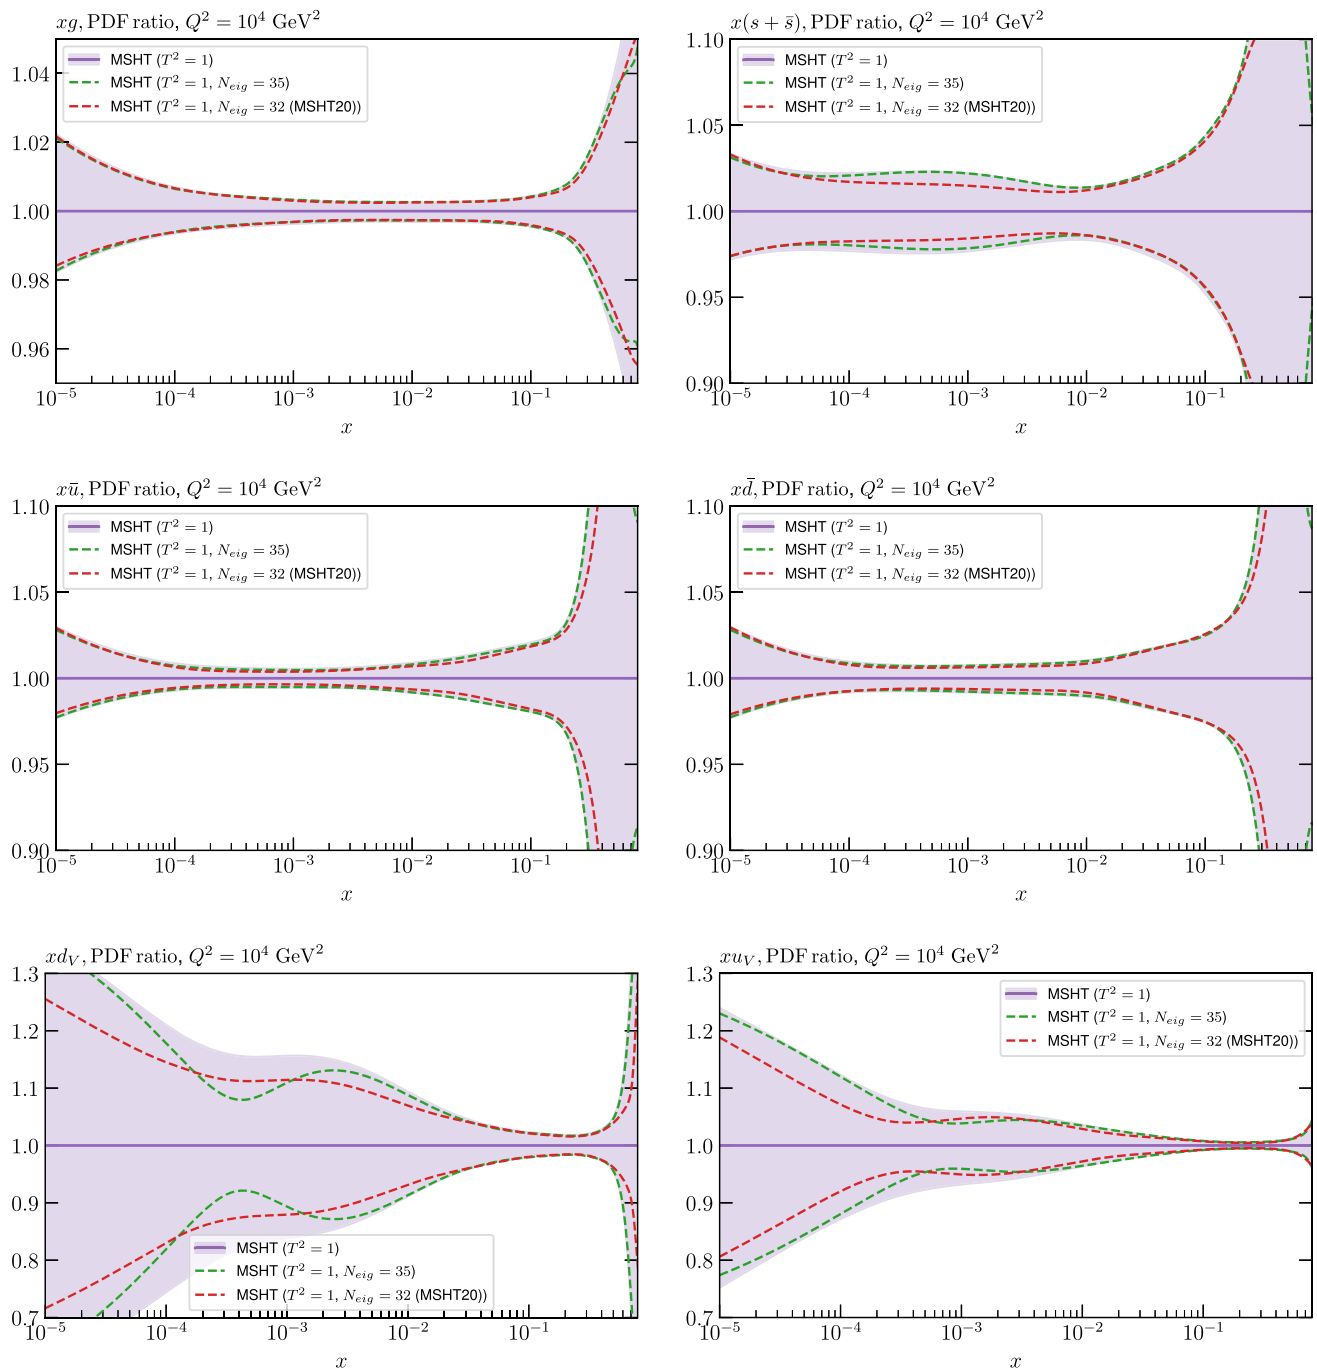 xg, PDF ratio, Q² = 10⁴ GeV²
MSHT (T² = 1)
MSHT (T² = 1, N_eig = 35)
MSHT (T² = 1, N_eig = 32 (MSHT20))
1.04
1.02
1.00
0.98
0.96
10⁻⁵ 10⁻⁴ 10⁻³ 10⁻² 10⁻¹
x
x(s + s̄), PDF ratio, Q² = 10⁴ GeV²
MSHT (T² = 1)
MSHT (T² = 1, N_eig = 35)
MSHT (T² = 1, N_eig = 32 (MSHT20))
1.10
1.05
1.00
0.95
0.90
10⁻⁵ 10⁻⁴ 10⁻³ 10⁻² 10⁻¹
x
xū, PDF ratio, Q² = 10⁴ GeV²
MSHT (T² = 1)
MSHT (T² = 1, N_eig = 35)
MSHT (T² = 1, N_eig = 32 (MSHT20))
1.10
1.05
1.00
0.95
0.90
10⁻⁵ 10⁻⁴ 10⁻³ 10⁻² 10⁻¹
x
xd̄, PDF ratio, Q² = 10⁴ GeV²
MSHT (T² = 1)
MSHT (T² = 1, N_eig = 35)
MSHT (T² = 1, N_eig = 32 (MSHT20))
1.10
1.05
1.00
0.95
0.90
10⁻⁵ 10⁻⁴ 10⁻³ 10⁻² 10⁻¹
x
xd_V, PDF ratio, Q² = 10⁴ GeV²
1.3
1.2
1.1
1.0
0.9
0.8
0.7
MSHT (T² = 1)
MSHT (T² = 1, N_eig = 35)
MSHT (T² = 1, N_eig = 32 (MSHT20))
10⁻⁵ 10⁻⁴ 10⁻³ 10⁻² 10⁻¹
x
xu_V, PDF ratio, Q² = 10⁴ GeV²
MSHT (T² = 1)
MSHT (T² = 1, N_eig = 35)
MSHT (T² = 1, N_eig = 32 (MSHT20))
1.3
1.2
1.1
1.0
0.9
0.8
0.7
10⁻⁵ 10⁻⁴ 10⁻³ 10⁻² 10⁻¹
x